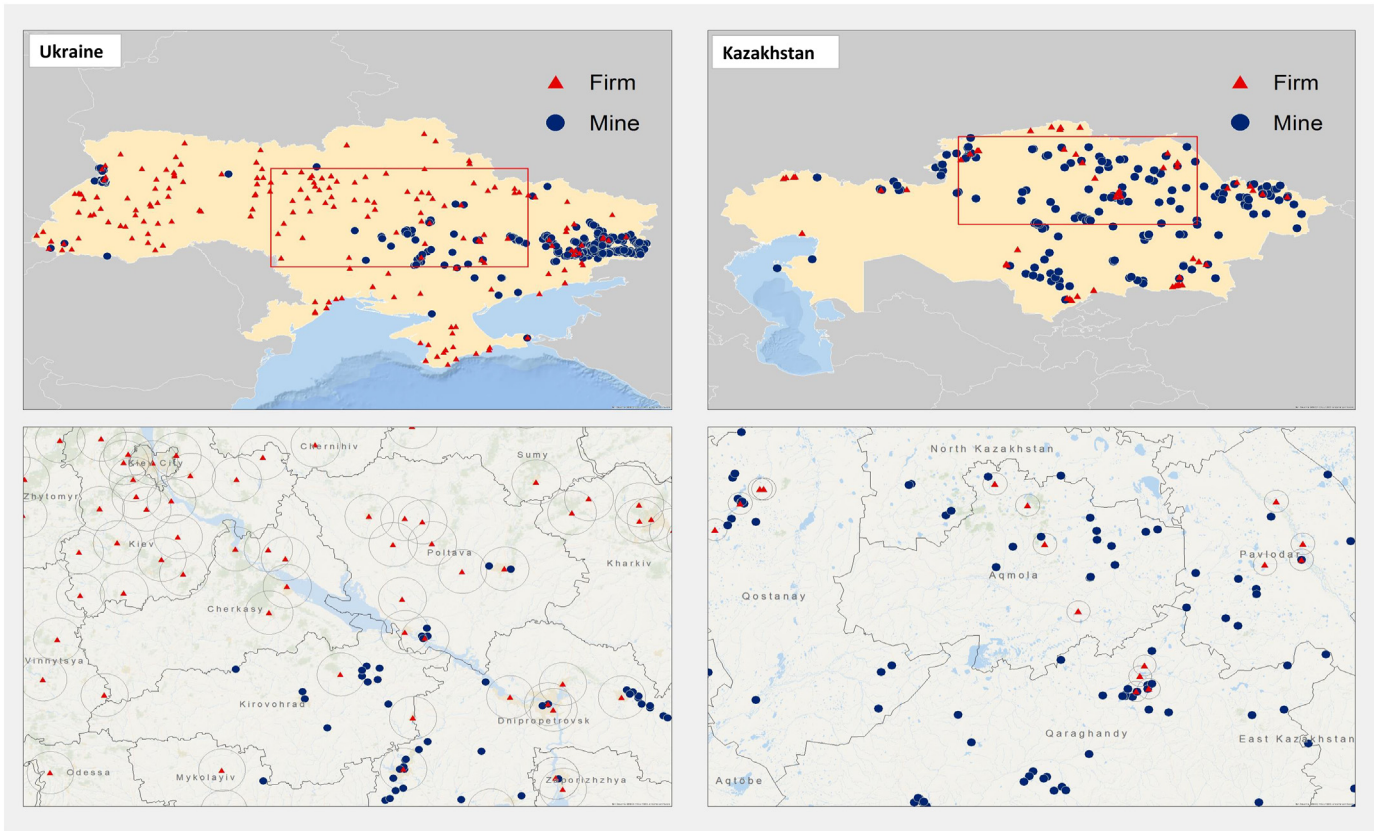 Ukraine
Firm
Mine
Kazakhstan
Firm
Mine
Chernihiv
Kiev City
Sumy
Zhytomyr
Kiev
Poltava
Kharkiv
Cherkasy
Vinnytsya
Kirovohrad
Dnipropetrovsk
Odessa
Mykolayiv
Zaporizhzhya
North Kazakhstan
Pavlodar
Aqmola
Qostanay
Qaraghandy
East Kazakhstan
Aqtöbe